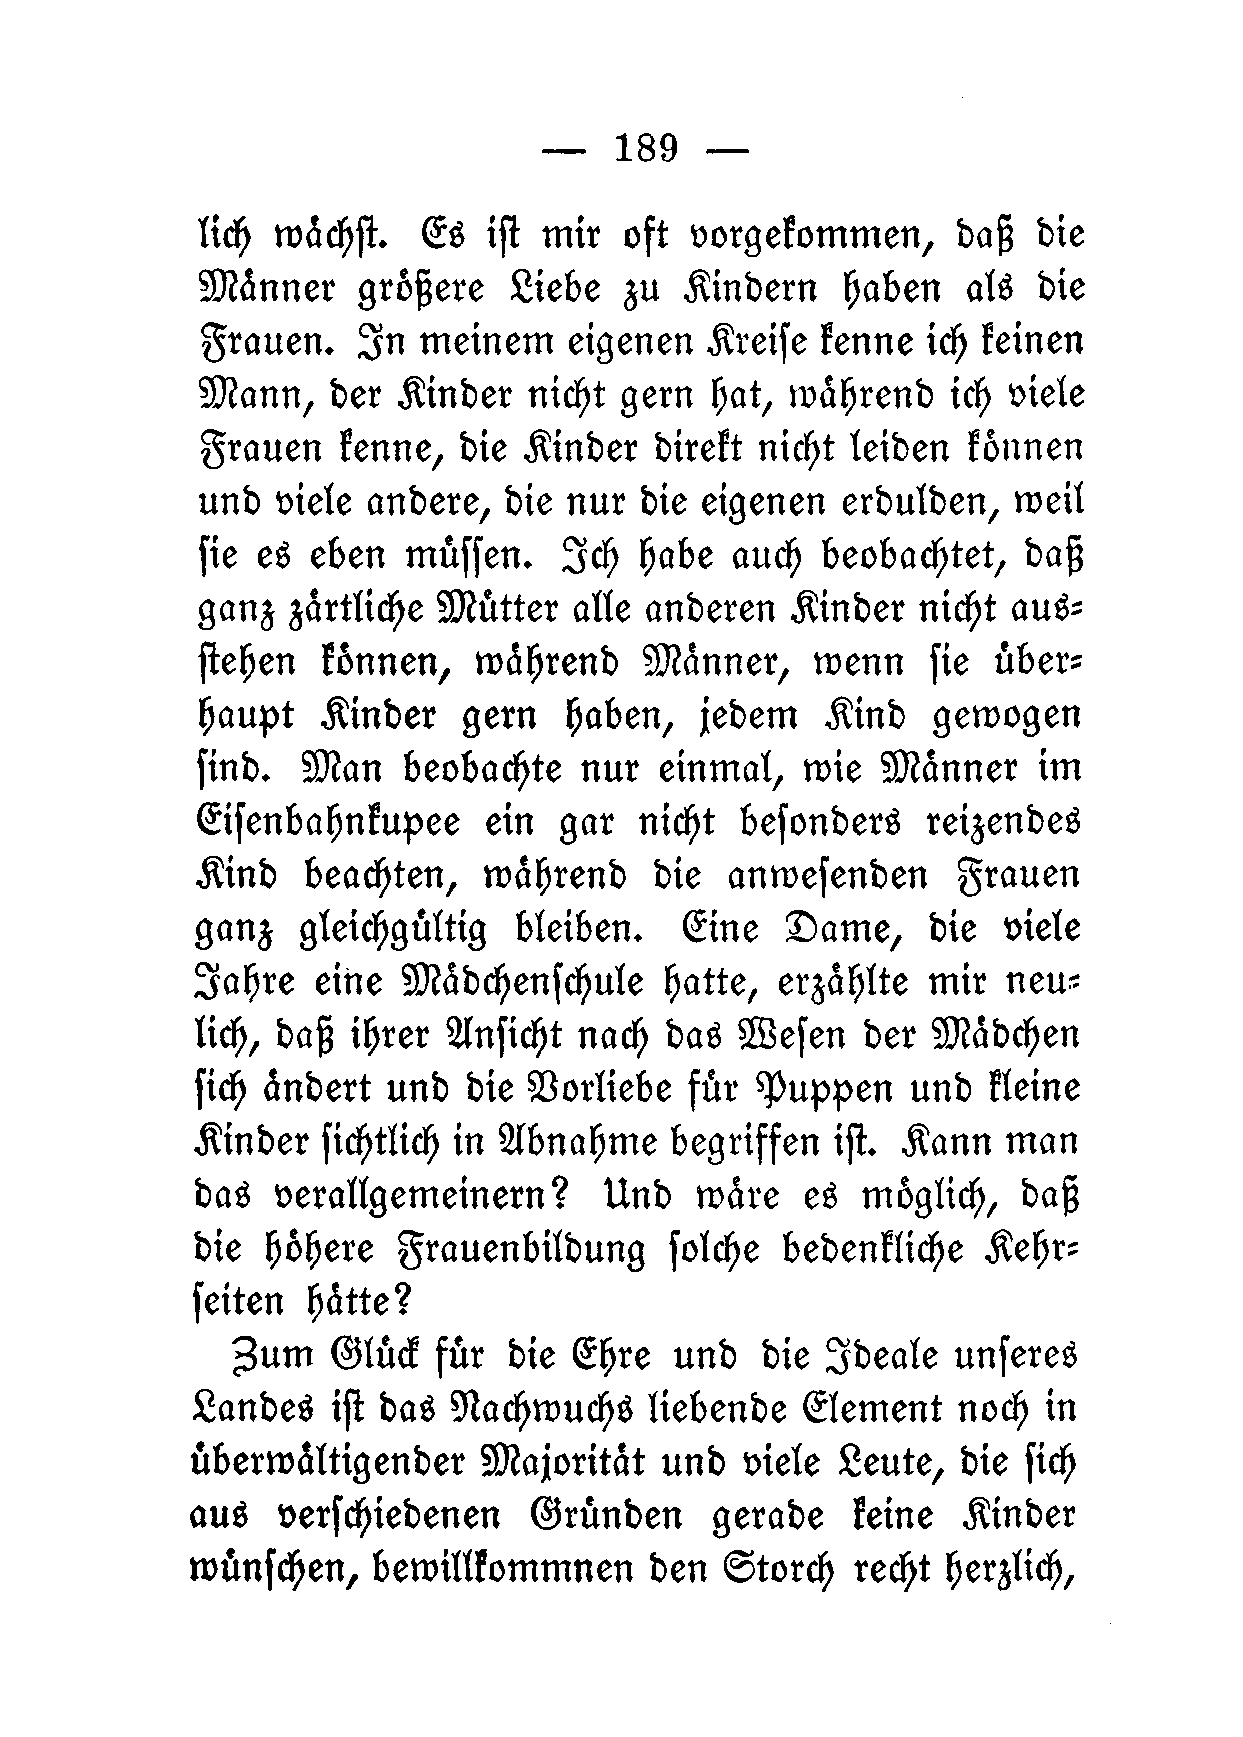 — 189 —
lich wächſt. Es iſt mir oft vorgekommen, daß die
Männer größere Liebe zu Kindern haben als die
Frauen. In meinem eigenen Kreiſe kenne ich keinen
Mann, der Kinder nicht gern hat, während ich viele
Frauen kenne, die Kinder direkt nicht leiden können
und viele andere, die nur die eigenen erdulden, weil
ſie es eben müſſen. Ich habe auch beobachtet, daß
ganz zärtliche Mütter alle anderen Kinder nicht aus-
ſtehen können, während Männer, wenn ſie über-
haupt Kinder gern haben, jedem Kind gewogen
ſind. Man beobachte nur einmal, wie Männer im
Eiſenbahnkupee ein gar nicht beſonders reizendes
Kind beachten, während die anweſenden Frauen
ganz gleichgültig bleiben. Eine Dame, die viele
Jahre eine Mädchenſchule hatte, erzählte mir neu-
lich, daß ihrer Anſicht nach das Weſen der Mädchen
ſich ändert und die Vorliebe für Puppen und kleine
Kinder ſichtlich in Abnahme begriffen iſt. Kann man
das verallgemeinern? Und wäre es möglich, daß
die höhere Frauenbildung ſolche bedenkliche Kehr-
ſeiten hätte?
Zum Glück für die Ehre und die Ideale unſeres
Landes iſt das Nachwuchs liebende Element noch in
überwältigender Majorität und viele Leute, die ſich
aus verſchiedenen Gründen gerade keine Kinder
wünſchen, bewillkommnen den Storch recht herzlich,